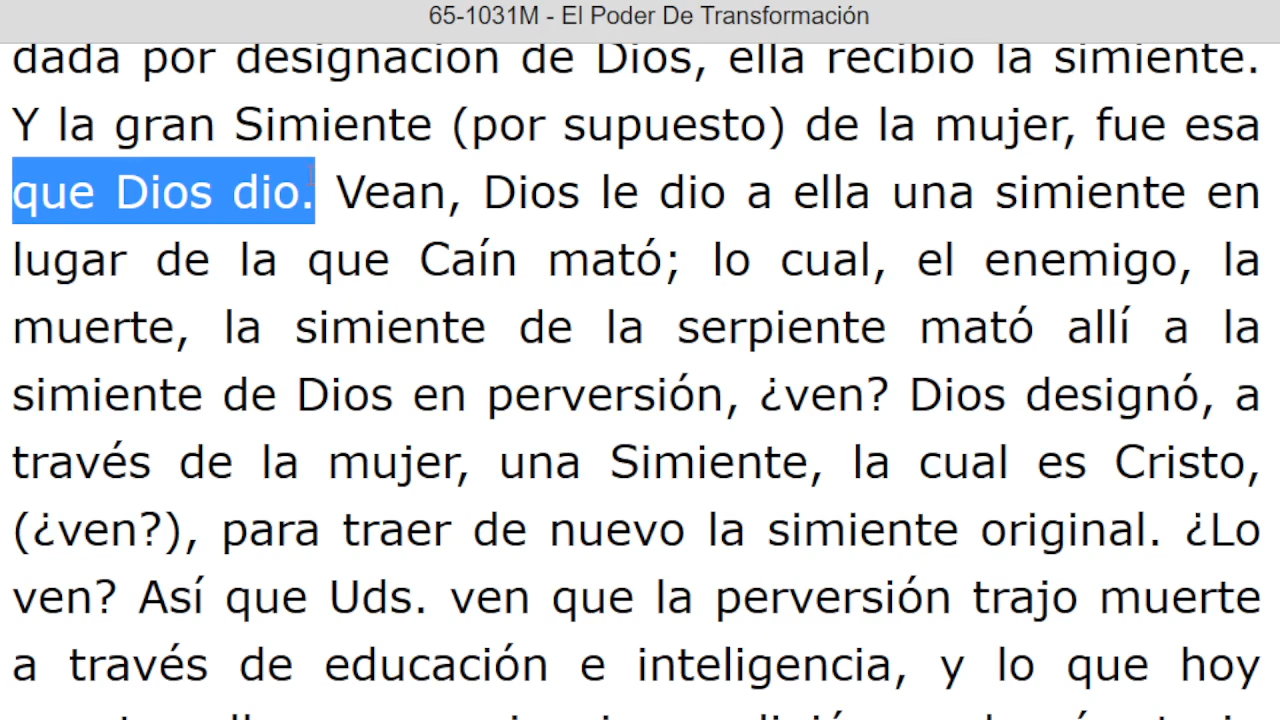 65-1031M - El Poder De Transformación
dada por designación de Dios, ella recibió la simiente.
Y la gran Simiente (por supuesto) de la mujer, fue esa
que Dios dio. Vean, Dios le dio a ella una simiente en
lugar de la que Caín mató; lo cual, el enemigo, la
muerte, la simiente de la serpiente mató allí a la
simiente de Dios en perversión, ¿ven? Dios designó, a
través de la mujer, una Simiente, la cual es Cristo,
(¿ven?), para traer de nuevo la simiente original. ¿Lo
ven? Así que Uds. ven que la perversión trajo muerte
a través de educación e inteligencia, y lo que hoy